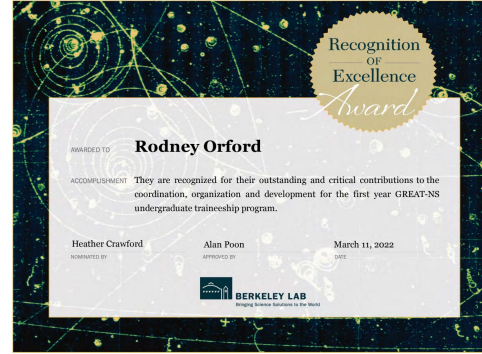 Recognition
OF
Excellence
Award
AWARDED TO Rodney Orford
ACCOMPLISHMENT They are recognized for their outstanding and critical contributions to the
coordination, organization and development for the first year GREAT-NS
undergraduate traineeship program.
Heather Crawford Alan Poon March 11, 2022
NOMINATED BY APPROVED BY DATE
BERKELEY LAB
Bringing Science Solutions to the World